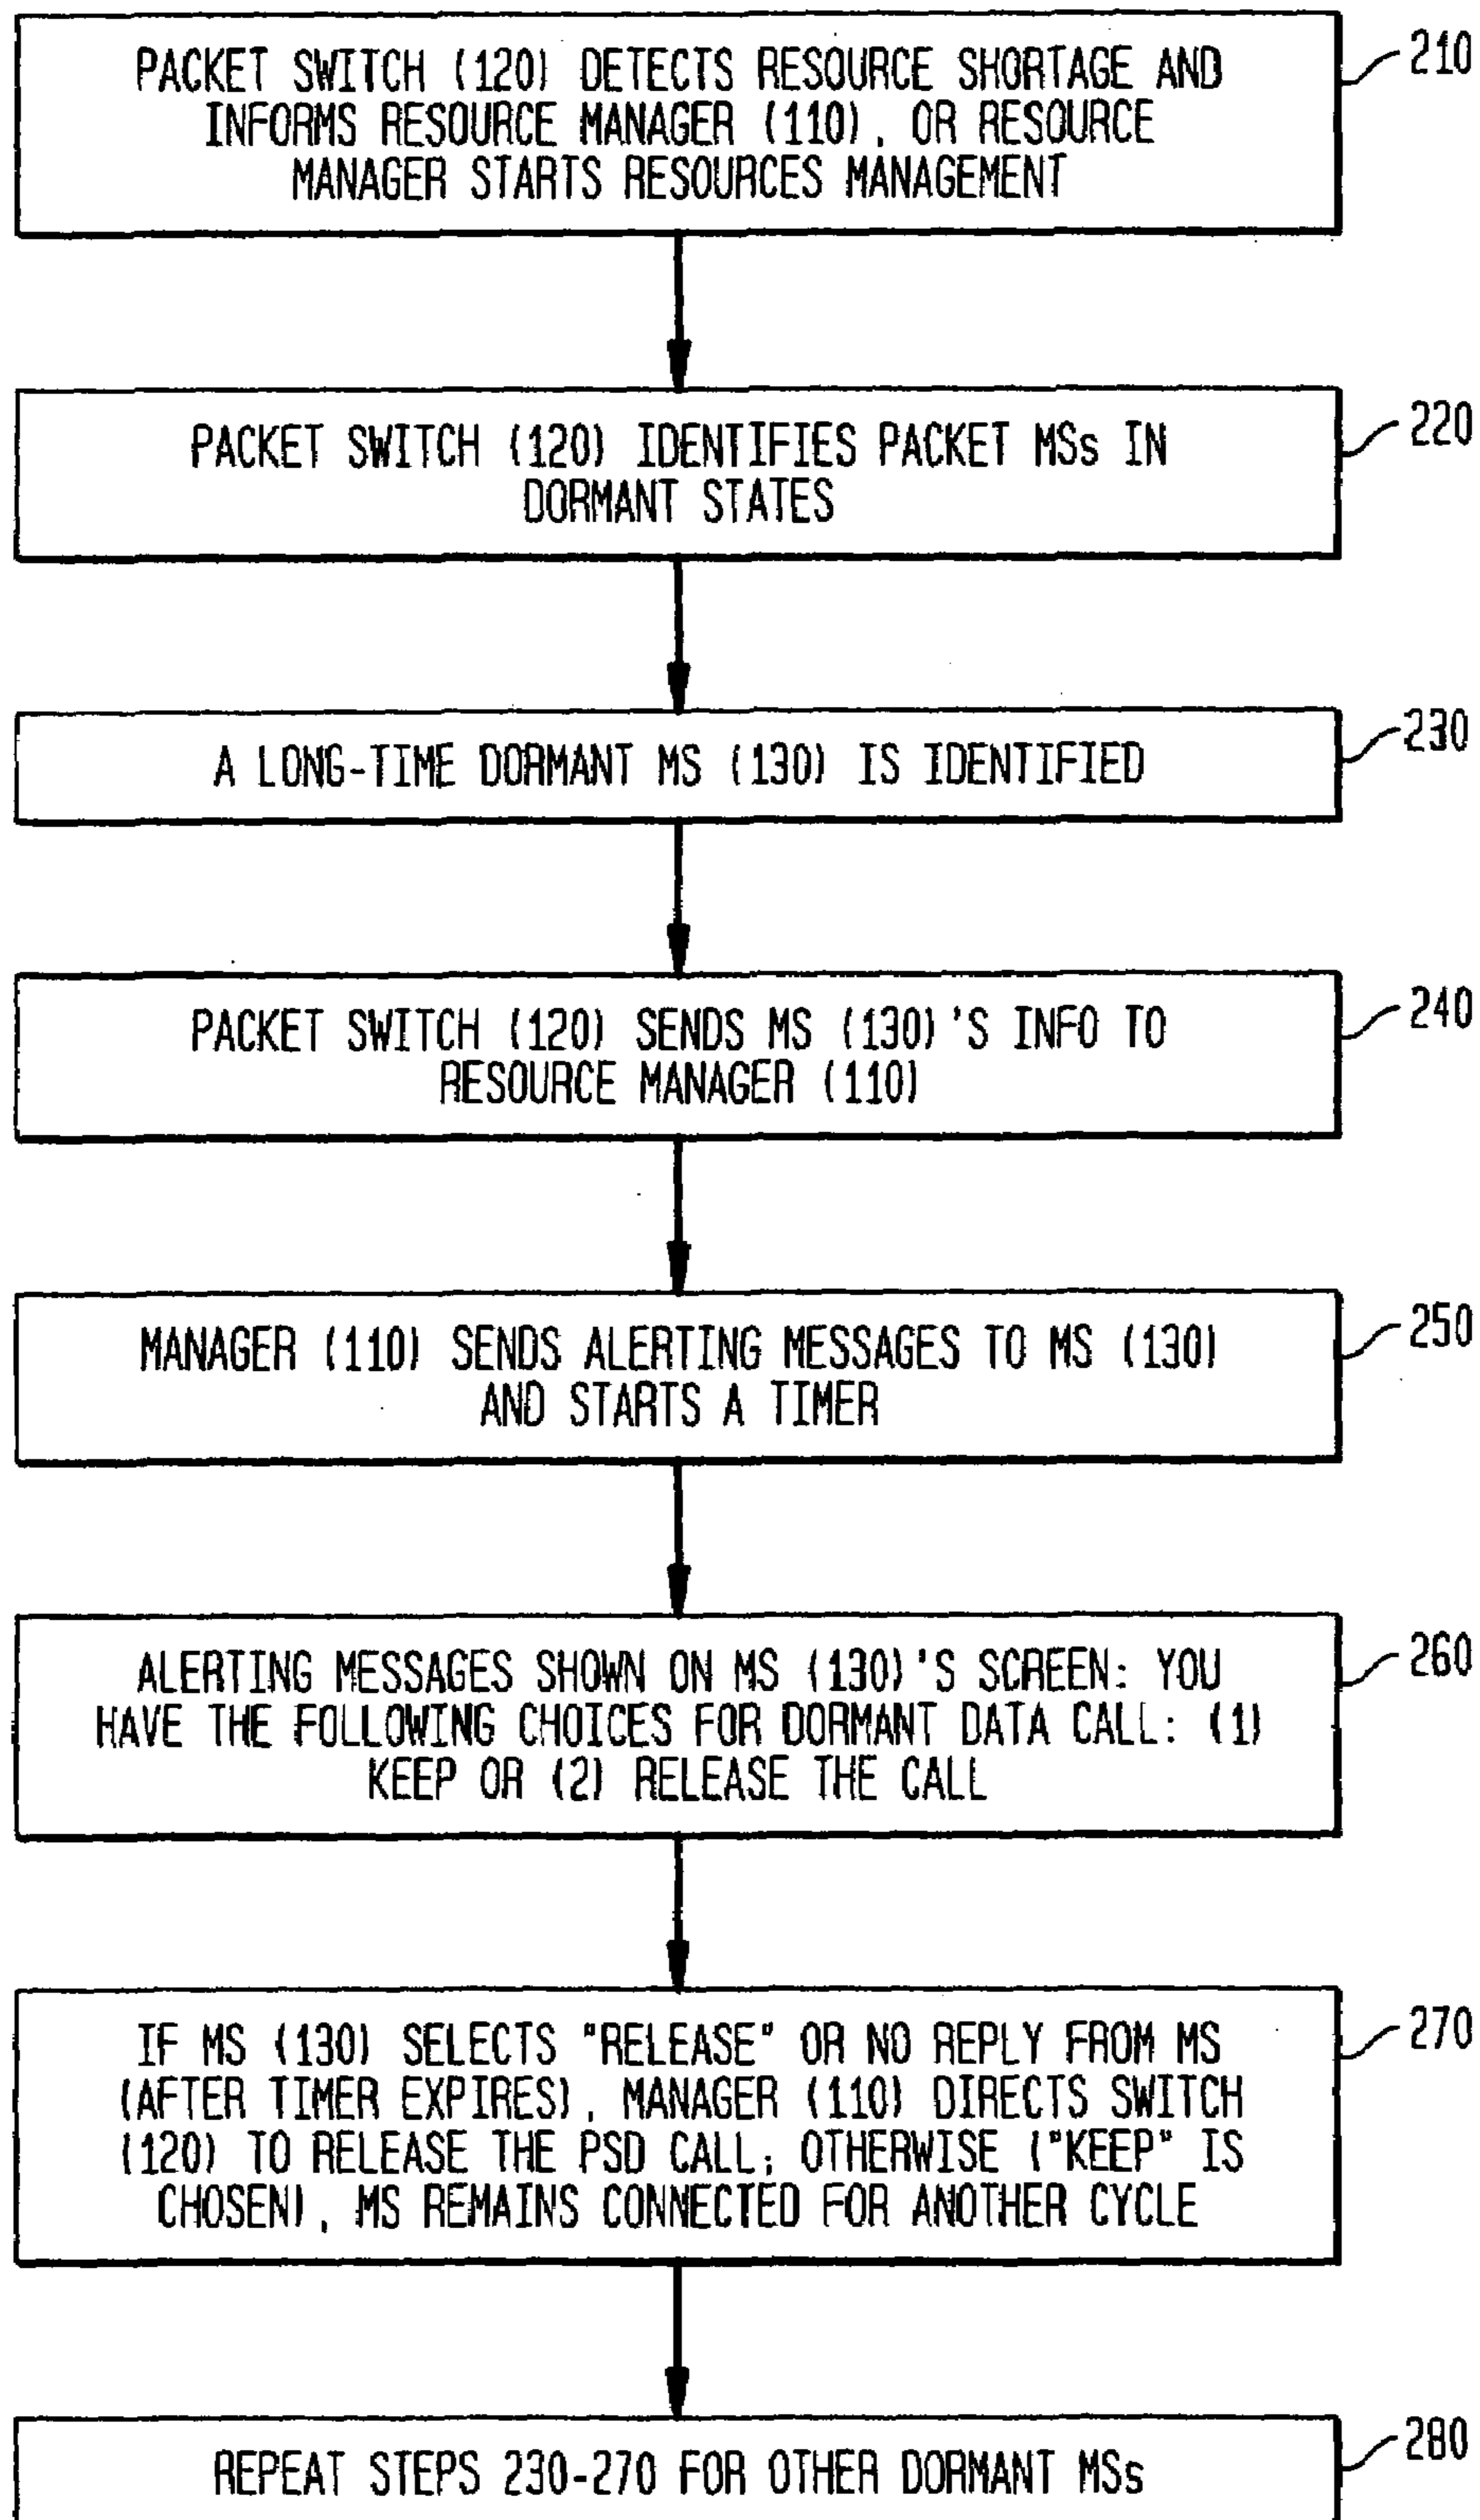 PACKET SWITCH (120) DETECTS RESOURCE SHORTAGE AND
INFORMS RESOURCE MANAGER (110), OR RESOURCE
MANAGER STARTS RESOURCES MANAGEMENT
210
PACKET SWITCH (120) IDENTIFIES PACKET MSs IN
DORMANT STATES
220
A LONG-TIME DORMANT MS (130) IS IDENTIFIED
230
PACKET SWITCH (120) SENDS MS (130)'S INFO TO
RESOURCE MANAGER (110)
240
MANAGER (110) SENDS ALERTING MESSAGES TO MS (130)
AND STARTS A TIMER
250
ALERTING MESSAGES SHOWN ON MS (130)'S SCREEN: YOU
HAVE THE FOLLOWING CHOICES FOR DORMANT DATA CALL: (1)
KEEP OR (2) RELEASE THE CALL
260
IF MS (130) SELECTS "RELEASE" OR NO REPLY FROM MS
(AFTER TIMER EXPIRES), MANAGER (110) DIRECTS SWITCH
(120) TO RELEASE THE PSD CALL; OTHERWISE ("KEEP" IS
CHOSEN), MS REMAINS CONNECTED FOR ANOTHER CYCLE
270
REPEAT STEPS 230-270 FOR OTHER DORMANT MSs
280